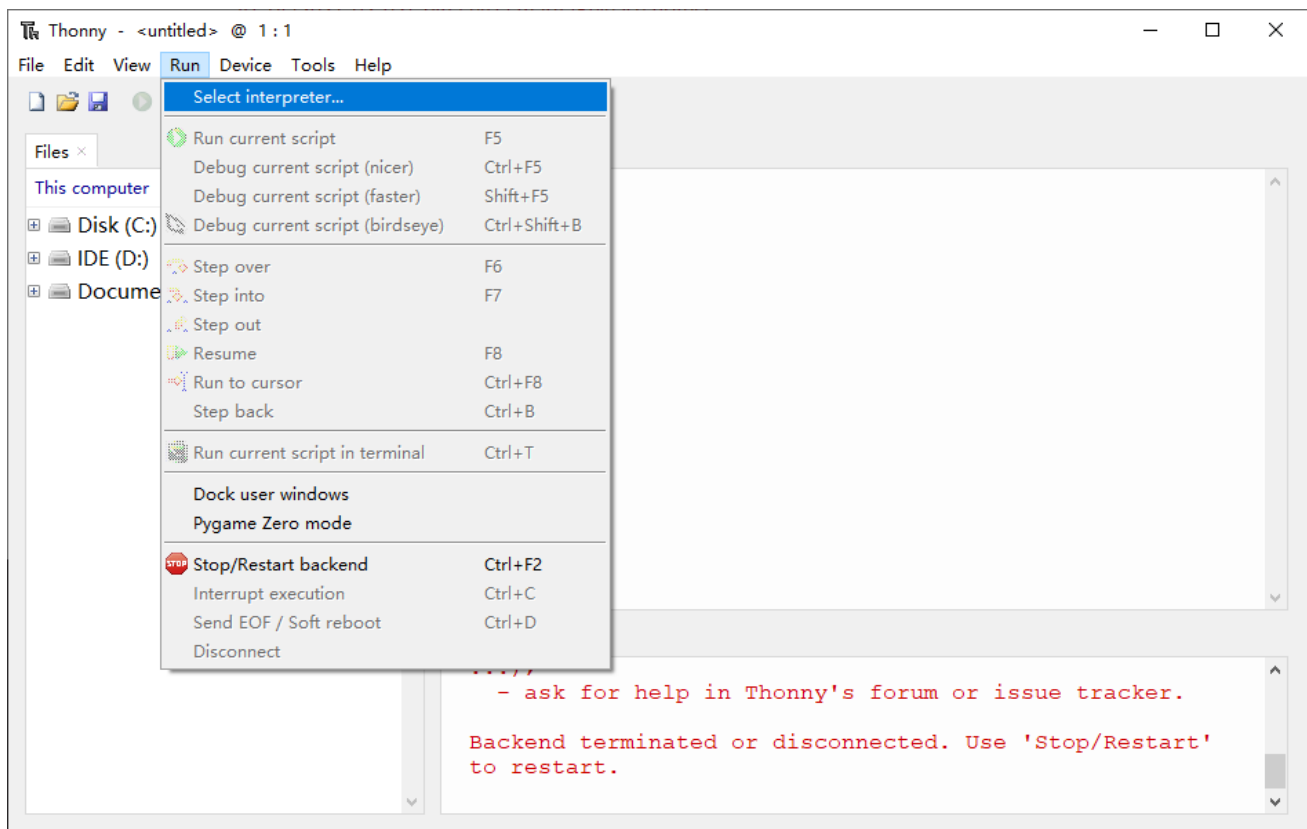 Thonny - <untitled> @ 1 : 1
File Edit View Run Device Tools Help
Select interpreter...
Files
Run current script F5
This computer
Debug current script (nicer) Ctrl+F5
Debug current script (faster) Shift+F5
Disk (C:)
Debug current script (birdseye) Ctrl+Shift+B
IDE (D:)
Step over F6
Docume
Step into F7
Step out
Resume F8
Run to cursor Ctrl+F8
Step back Ctrl+B
Run current script in terminal Ctrl+T
Dock user windows
Pygame Zero mode
STOP Stop/Restart backend Ctrl+F2
Interrupt execution Ctrl+C
Send EOF / Soft reboot Ctrl+D
Disconnect
- ask for help in Thonny's forum or issue tracker.
Backend terminated or disconnected. Use 'Stop/Restart'
to restart.